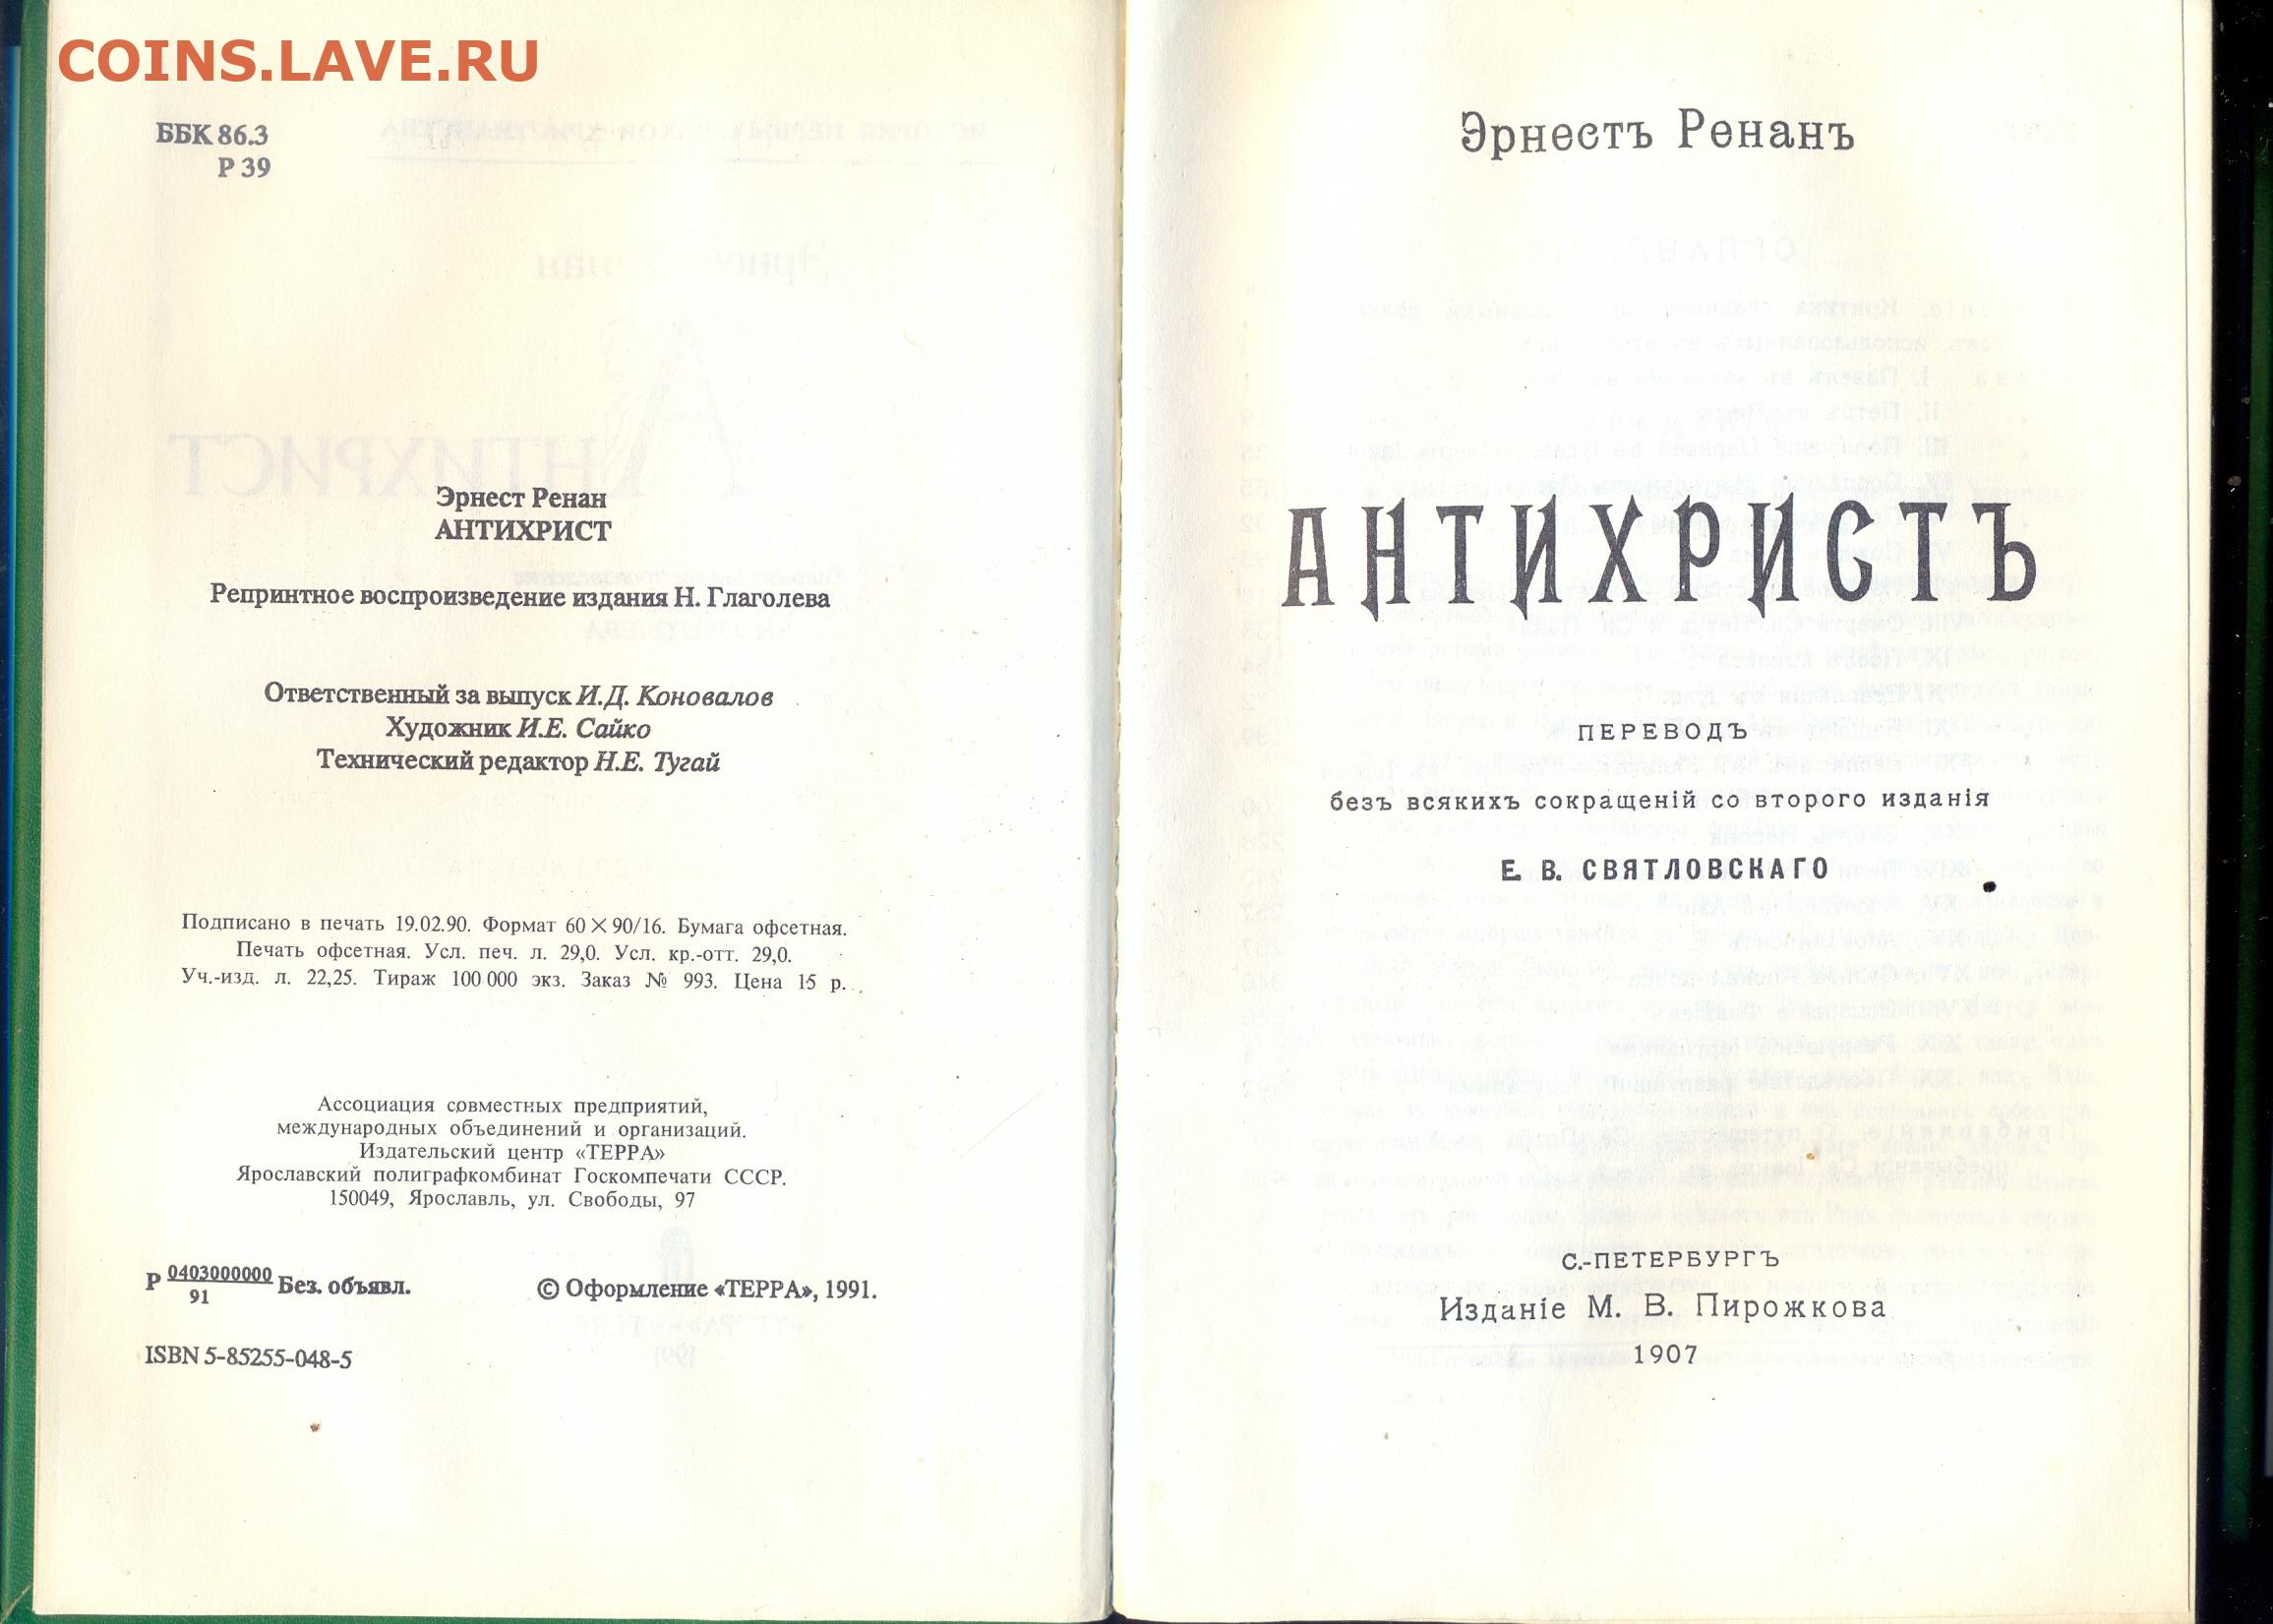 COINS.LAVE.RU
ББК 86.3
Р 39
Эрнест Ренан
АНТИХРИСТ
Репринтное воспроизведение издания Н. Глаголева
Ответственный за выпуск И.Д. Коновалов
Художник И.Е. Сайко
Технический редактор Н.Е. Тугай
Подписано в печать 19.02.90. Формат 60 × 90/16. Бумага офсетная.
Печать офсетная. Усл. печ. л. 29,0. Усл. кр.-отт. 29,0.
Уч.-изд. л. 22,25. Тираж 100 000 экз. Заказ № 993. Цена 15 р.
Ассоциация совместных предприятий,
международных объединений и организаций.
Издательский центр «ТЕРРА»
Ярославский полиграфкомбинат Госкомпечати СССР.
150049, Ярославль, ул. Свободы, 97
Р 0403000000/91 Без. объявл.
© Оформление «ТЕРРА», 1991.
ISBN 5-85255-048-5
Эрнестъ Ренанъ
АНТИХРИСТЪ
ПЕРЕВОДЪ
безъ всякихъ сокращеній со второго изданія
Е. В. СВЯТЛОВСКАГО
С.-ПЕТЕРБУРГЪ
Изданіе М. В. Пирожкова
1907